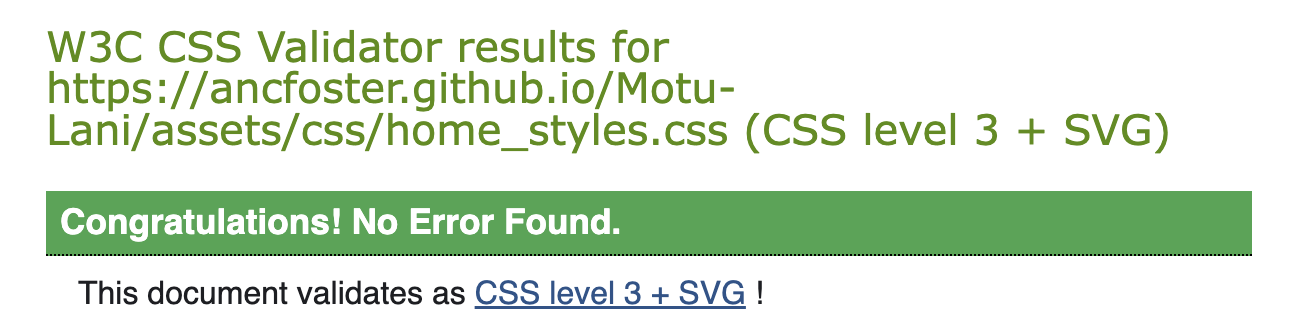 W3C CSS Validator results for
https://ancfoster.github.io/Motu-
Lani/assets/css/home_styles.css (CSS level 3 + SVG)
Congratulations! No Error Found.
This document validates as CSS level 3 + SVG !